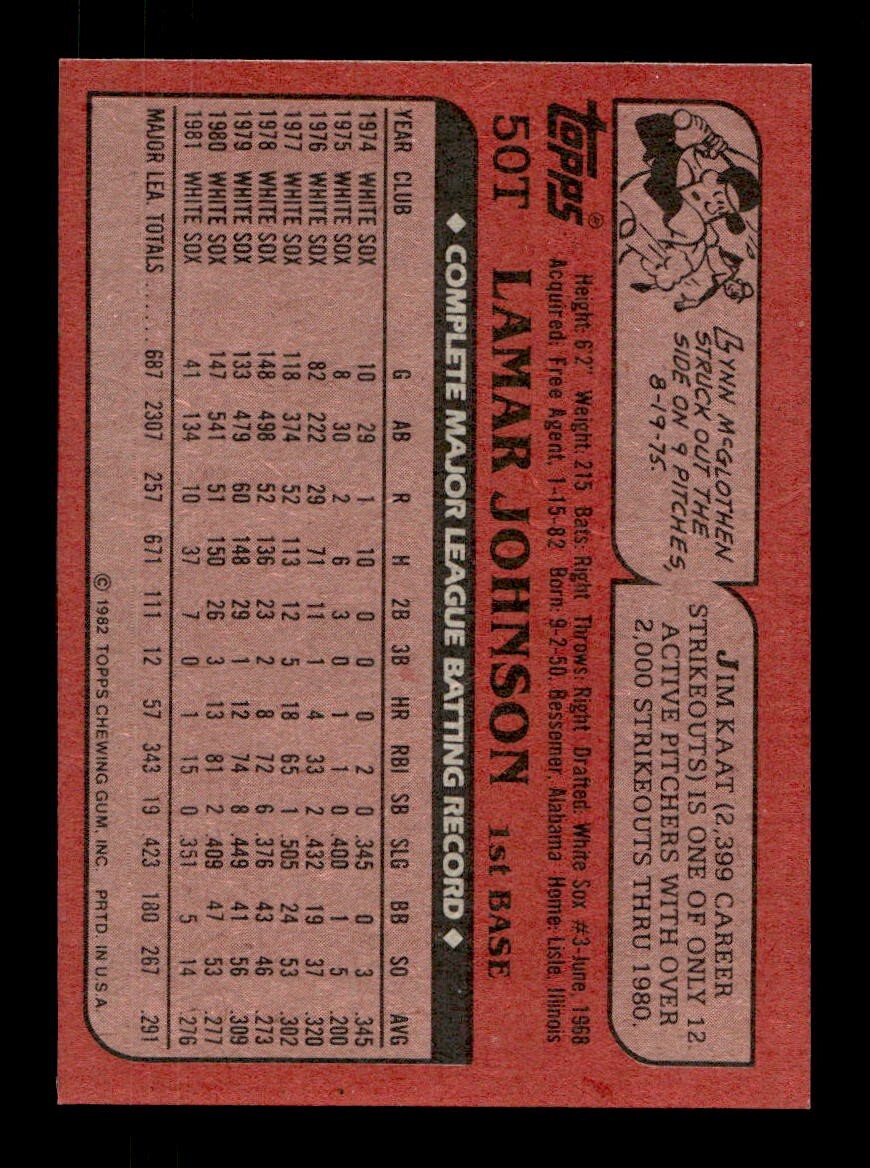 LYNN McGLOTHEN
STRUCK OUT THE
SIDE ON 9 PITCHES,
8-19-75.
JIM KAAT (2,399 CAREER
STRIKEOUTS) IS ONE OF ONLY 12
ACTIVE PITCHERS WITH OVER
2,000 STRIKEOUTS THRU 1980.
Topps®
Height: 6'2" Weight: 215 Bats: Right Throws: Right Drafted: White Sox #3-June, 1968
Acquired: Free Agent, 1-15-82 Born: 9-2-50, Bessemer, Alabama Home: Lisle, Illinois
50T LAMAR JOHNSON 1st BASE
◆ COMPLETE MAJOR LEAGUE BATTING RECORD ◆
YEAR CLUB G AB R H 2B 3B HR RBI SB SLG BB SO AVG
1974 WHITE SOX 10 29 1 10 0 0 0 2 0 .345 0 3 .345
1975 WHITE SOX 8 30 2 6 3 0 1 1 0 .400 1 5 .200
1976 WHITE SOX 82 222 29 71 11 1 4 33 2 .432 19 37 .320
1977 WHITE SOX 118 374 52 113 12 5 18 65 1 .505 24 53 .302
1978 WHITE SOX 148 498 52 136 23 2 8 72 6 .376 43 46 .273
1979 WHITE SOX 133 479 60 148 29 1 12 74 8 .449 41 56 .309
1980 WHITE SOX 147 541 51 150 26 3 13 81 2 .409 47 53 .277
1981 WHITE SOX 41 134 10 37 7 0 1 15 0 .351 5 14 .276
MAJOR LEA. TOTALS...... 687 2307 257 671 111 12 57 343 19 .423 180 267 .291
© 1982 TOPPS CHEWING GUM, INC. PRTD. IN U.S.A